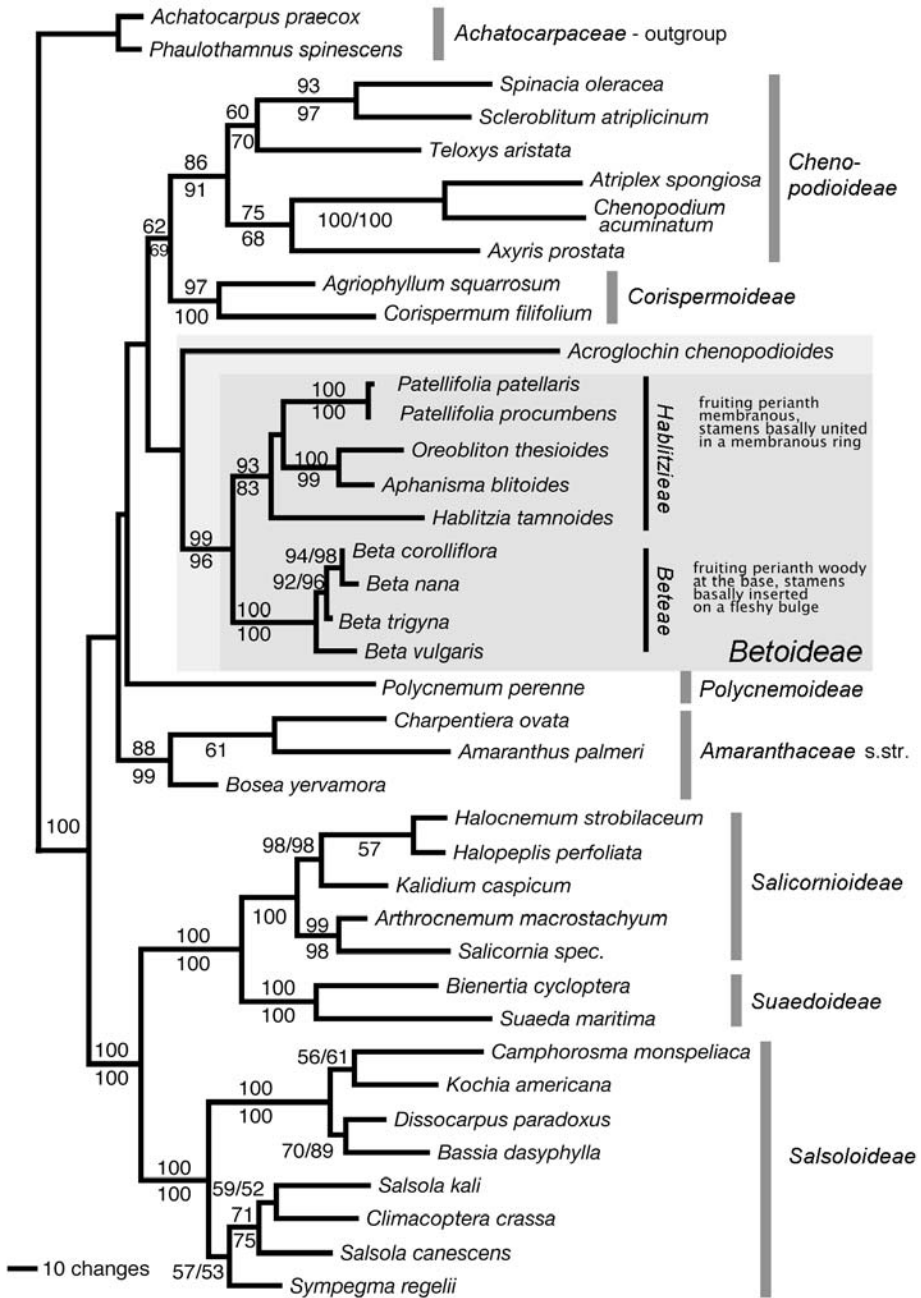 Achatocarpus praecox
Phaulothamnus spinescens
Achatocarpaceae - outgroup
93
97
Spinacia oleracea
Scleroblitum atriplicinum
60
70
Teloxys aristata
86
91
Atriplex spongiosa
Chenopodium
acuminatum
100/100
75
68
Axyris prostata
Cheno-
podioideae
62
69
97
100
Agriophyllum squarrosum
Corispermum filifolium
Corispermoideae
Acroglochin chenopodioides
100
100
Patellifolia patellaris
Patellifolia procumbens
100
99
Oreobliton thesioides
Aphanisma blitoides
93
83
Hablitzia tamnoides
Hablitzieae
fruiting perianth
membranous,
stamens basally united
in a membranous ring
99
96
94/98
92/96
Beta corolliflora
Beta nana
100
100
Beta trigyna
Beta vulgaris
Beteae
fruiting perianth woody
at the base, stamens
basally inserted
on a fleshy bulge
Betoideae
Polycnemum perenne
Polycnemoideae
Charpentiera ovata
88
99
61
Amaranthus palmeri
Bosea yervamora
Amaranthaceae s.str.
100
Halocnemum strobilaceum
98/98
57
Halopeplis perfoliata
Kalidium caspicum
100
99
98
Arthrocnemum macrostachyum
Salicornia spec.
Salicornioideae
100
100
100
100
Bienertia cycloptera
Suaeda maritima
Suaedoideae
100
100
56/61
Camphorosma monspeliaca
Kochia americana
100
100
Dissocarpus paradoxus
70/89
Bassia dasyphylla
Salsoloideae
100
100
59/52
Salsola kali
71
75
Climacoptera crassa
Salsola canescens
57/53
Sympegma regelii
10 changes